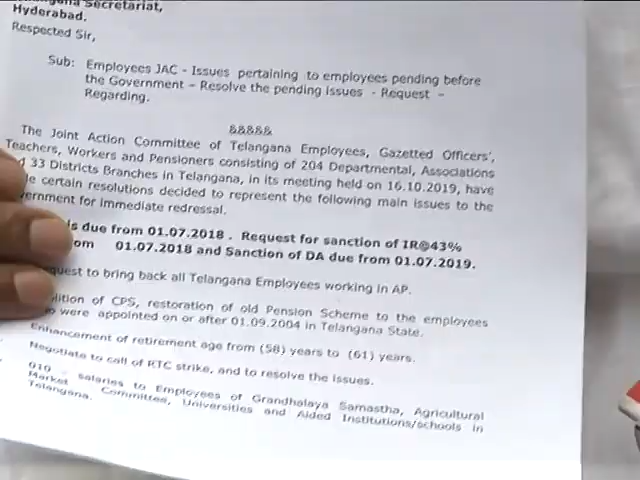 Secretariat,
Hyderabad.
Respected Sir,
Sub: Employees JAC - Issues pertaining to employees pending before
the Government – Resolve the pending issues - Request –
Regarding.
&&&&&
The Joint Action Committee of Telangana Employees, Gazetted Officers',
Teachers, Workers and Pensioners consisting of 204 Departmental, Associations
33 Districts Branches in Telangana, in its meeting held on 16.10.2019, have
certain resolutions decided to represent the following main issues to the
for immediate redressal.
is due from 01.07.2018 . Request for sanction of IR@43%
01.07.2018 and Sanction of DA due from 01.07.2019.
to bring back all Telangana Employees working in AP.
of CPS, restoration of old Pension Scheme to the employees
were appointed on or after 01.09.2004 in Telangana State.
Enhancement of retirement age from (58) years to (61) years.
Negotiate to call of RTC strike, and to resolve the issues.
010 - salaries to Employees of Grandhalaya Samastha, Agricultural
Market Committee, Universities and Aided Institutions/schools in
Telangana.